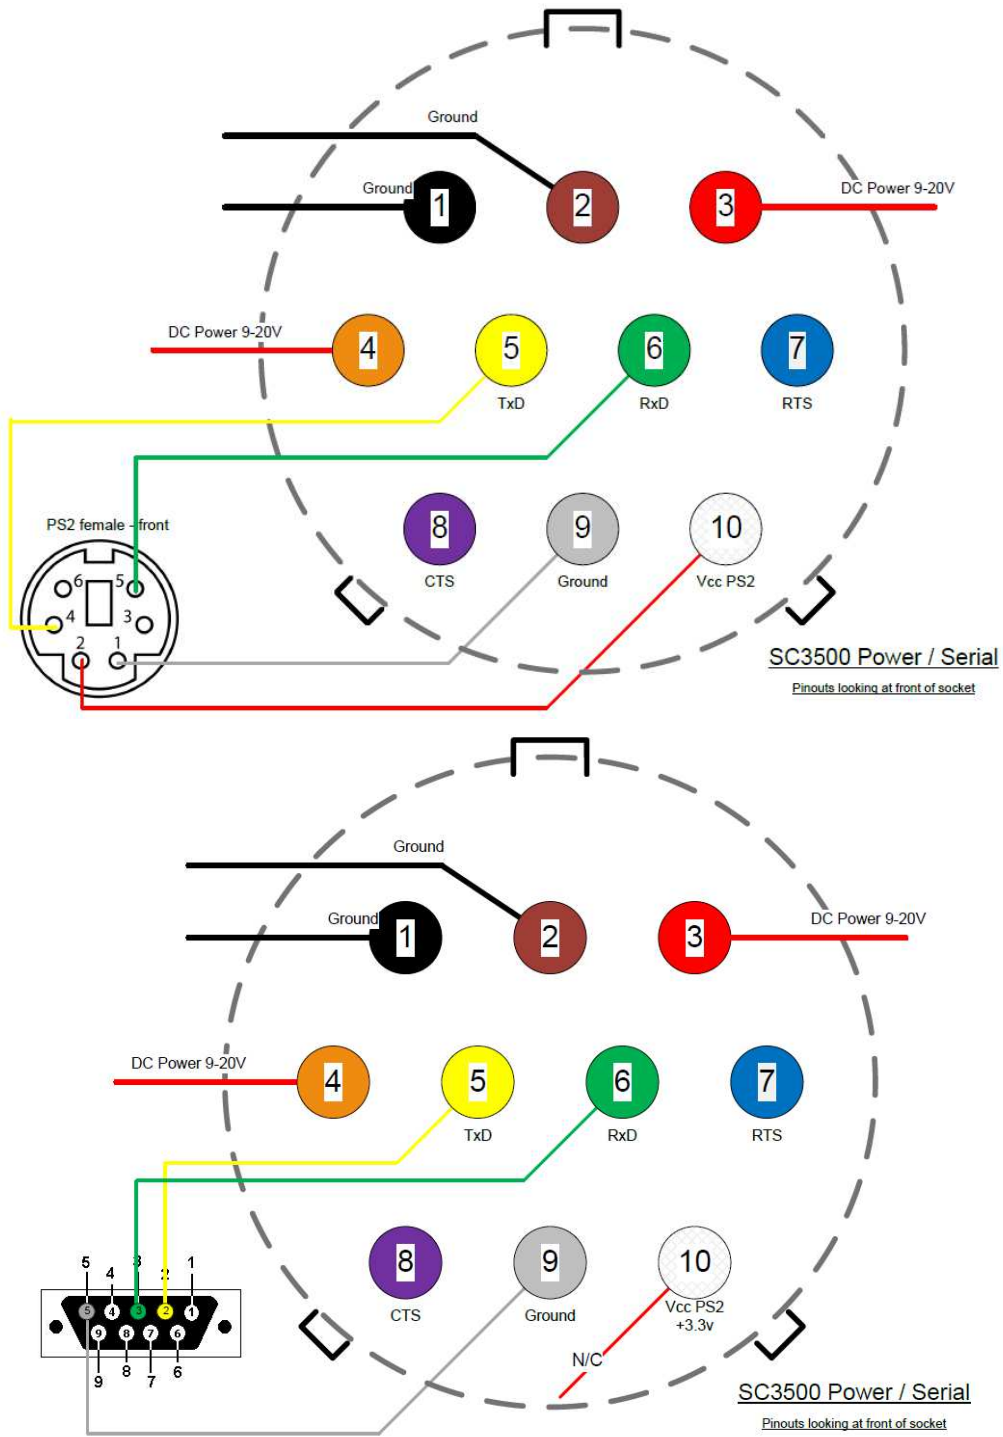 Ground
Ground
1
2
3
DC Power 9-20V
DC Power 9-20V
4
5
6
7
TxD
RxD
RTS
PS2 female - front
8
9
10
CTS
Ground
Vcc PS2
6
5
4
3
2
1
SC3500 Power / Serial
Pinouts looking at front of socket
Ground
Ground
1
2
3
DC Power 9-20V
DC Power 9-20V
4
5
6
7
TxD
RxD
RTS
8
9
10
CTS
Ground
Vcc PS2
+3.3v
N/C
5
4
3
2
1
5
4
3
2
1
9
8
7
6
9
8
7
6
SC3500 Power / Serial
Pinouts looking at front of socket